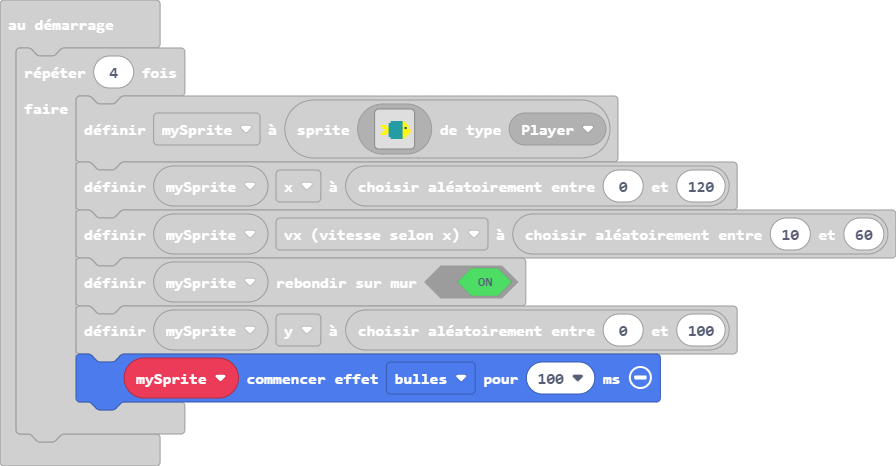 au démarrage
répéter 4 fois
faire
définir mySprite à sprite de type Player
définir mySprite x à choisir aléatoirement entre 0 et 120
définir mySprite vx (vitesse selon x) à choisir aléatoirement entre 10 et 60
définir mySprite rebondir sur mur ON
définir mySprite y à choisir aléatoirement entre 0 et 100
mySprite commencer effet bulles pour 100 ms